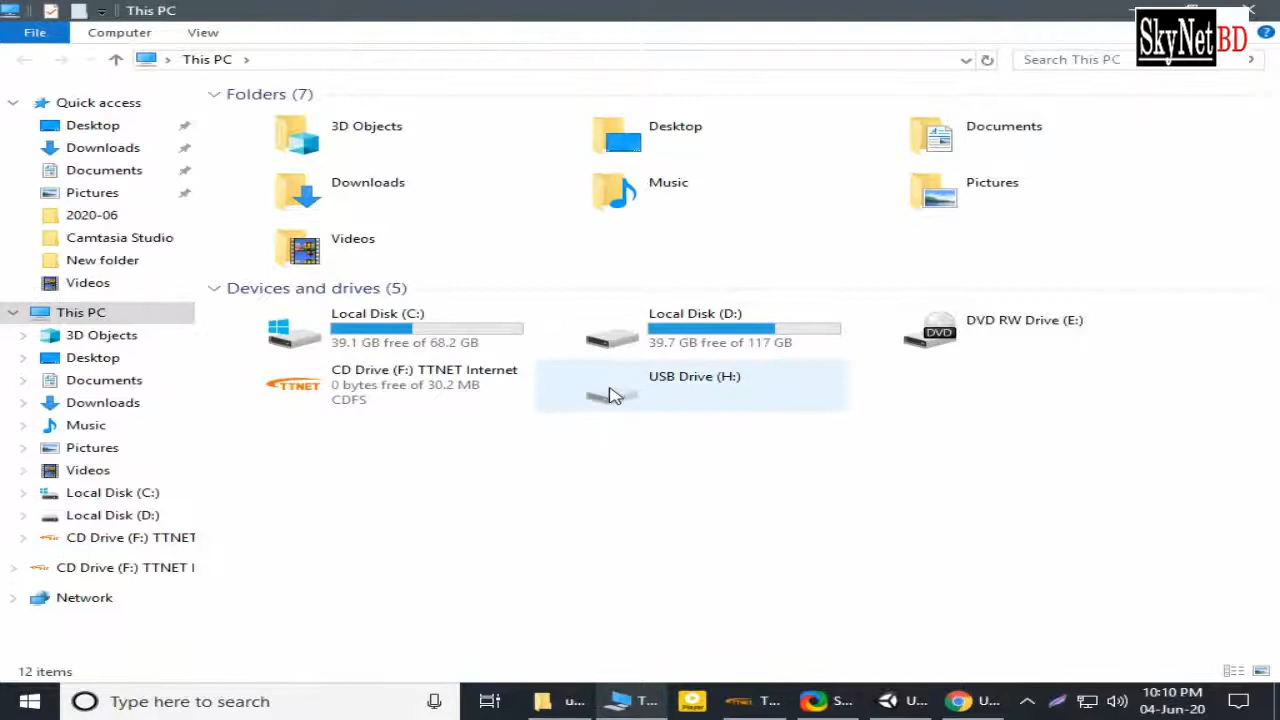 This PC
SkyNetBD
File Computer View
This PC
Search This PC
Quick access
Desktop
Downloads
Documents
Pictures
2020-06
Camtasia Studio
New folder
Videos
This PC
3D Objects
Desktop
Documents
Downloads
Music
Pictures
Videos
Local Disk (C:)
Local Disk (D:)
CD Drive (F:) TTNET
CD Drive (F:) TTNET I
Network
Folders (7)
3D Objects
Desktop
Documents
Downloads
Music
Pictures
Videos
Devices and drives (5)
Local Disk (C:)
39.1 GB free of 68.2 GB
Local Disk (D:)
39.7 GB free of 117 GB
DVD
DVD RW Drive (E:)
TTNET
CD Drive (F:) TTNET Internet
0 bytes free of 30.2 MB
CDFS
USB Drive (H:)
12 items
Type here to search
u...
T...
Player
T...
S...
U...
U...
10:10 PM
04-Jun-20